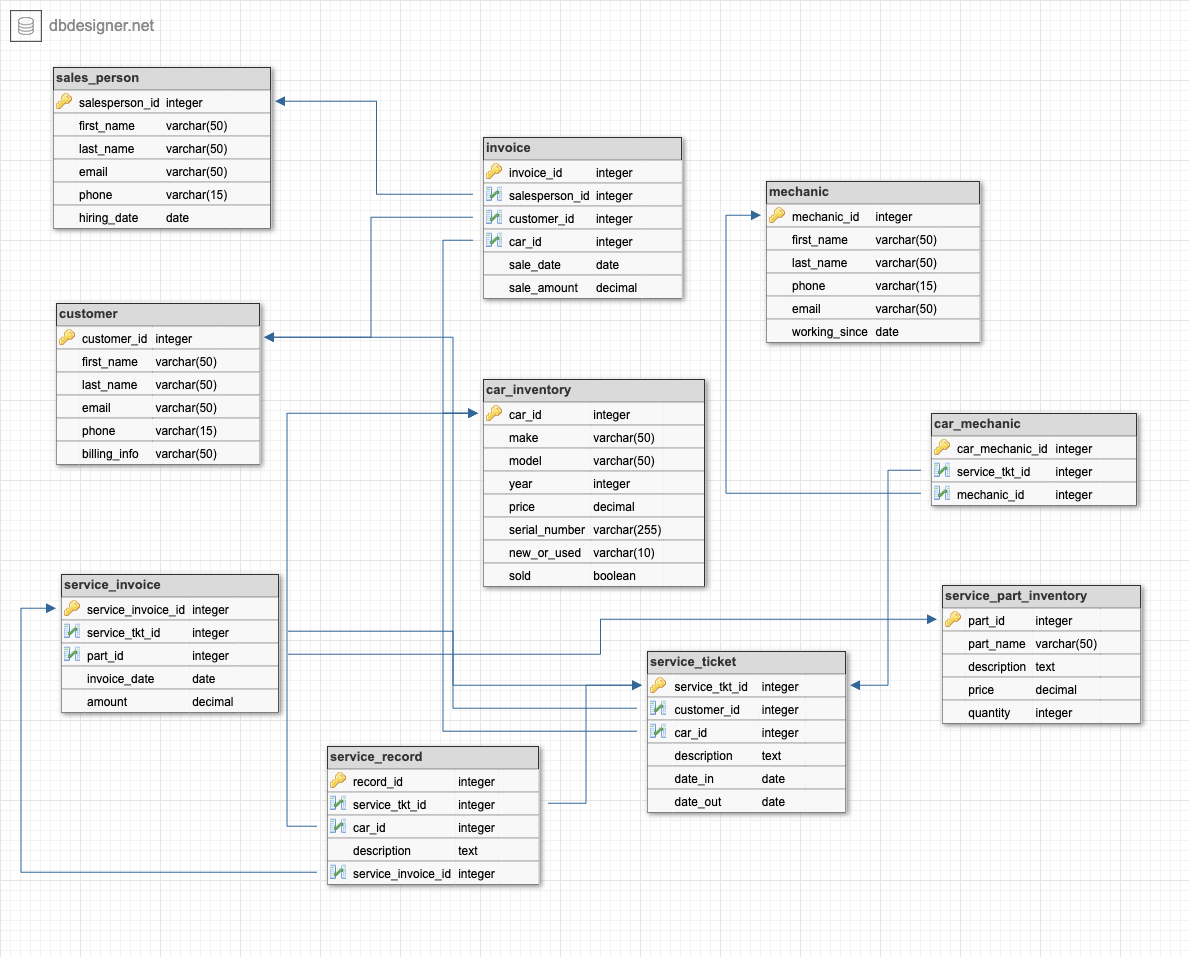 dbdesigner.net
sales_person
salesperson_id integer
first_name varchar(50)
last_name varchar(50)
email varchar(50)
phone varchar(15)
hiring_date date
invoice
invoice_id integer
salesperson_id integer
customer_id integer
car_id integer
sale_date date
sale_amount decimal
mechanic
mechanic_id integer
first_name varchar(50)
last_name varchar(50)
phone varchar(15)
email varchar(50)
working_since date
customer
customer_id integer
first_name varchar(50)
last_name varchar(50)
email varchar(50)
phone varchar(15)
billing_info varchar(50)
car_inventory
car_id integer
make varchar(50)
model varchar(50)
year integer
price decimal
serial_number varchar(255)
new_or_used varchar(10)
sold boolean
car_mechanic
car_mechanic_id integer
service_tkt_id integer
mechanic_id integer
service_invoice
service_invoice_id integer
service_tkt_id integer
part_id integer
invoice_date date
amount decimal
service_part_inventory
part_id integer
part_name varchar(50)
description text
price decimal
quantity integer
service_ticket
service_tkt_id integer
customer_id integer
car_id integer
description text
date_in date
date_out date
service_record
record_id integer
service_tkt_id integer
car_id integer
description text
service_invoice_id integer